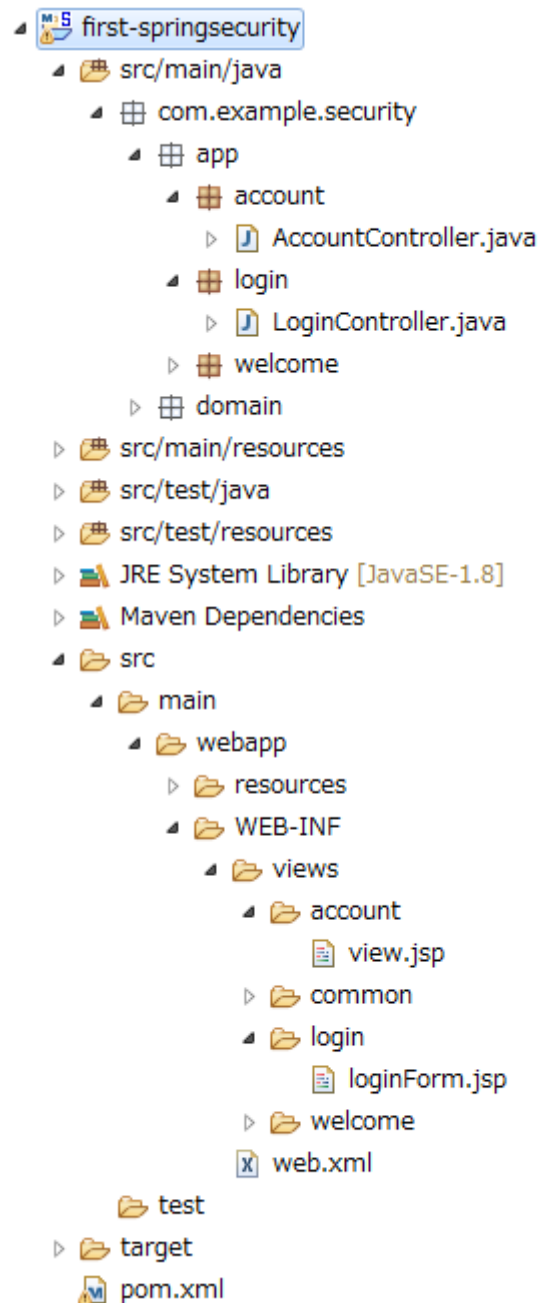 first-springsecurity
src/main/java
com.example.security
app
account
AccountController.java
login
LoginController.java
welcome
domain
src/main/resources
src/test/java
src/test/resources
JRE System Library [JavaSE-1.8]
Maven Dependencies
src
main
webapp
resources
WEB-INF
views
account
view.jsp
common
login
loginForm.jsp
welcome
web.xml
test
target
pom.xml